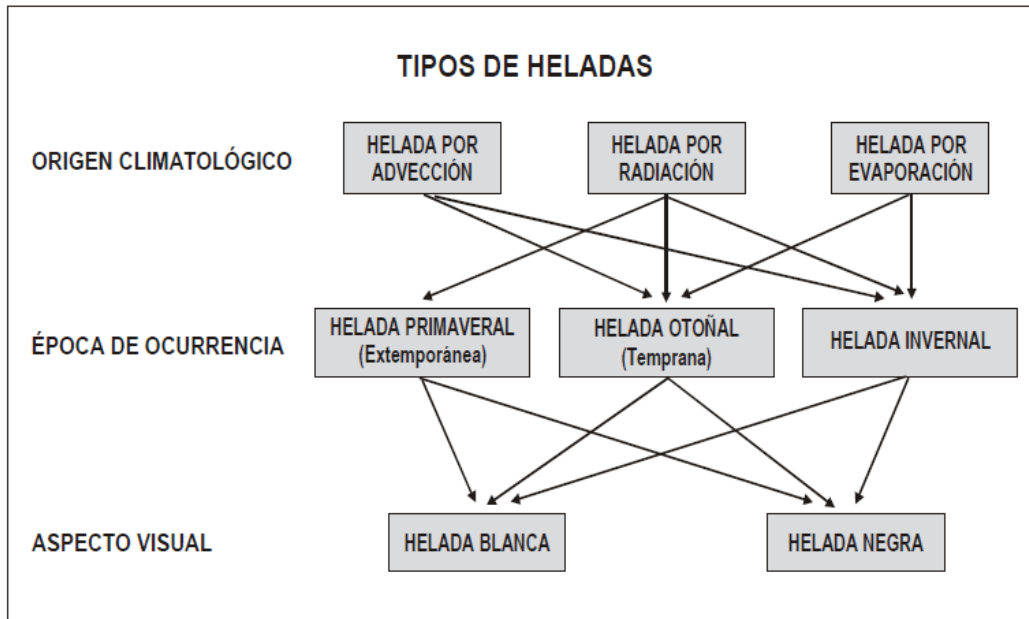 TIPOS DE HELADAS
ORIGEN CLIMATOLÓGICO
HELADA POR
ADVECCIÓN
HELADA POR
RADIACIÓN
HELADA POR
EVAPORACIÓN
ÉPOCA DE OCURRENCIA
HELADA PRIMAVERAL
(Extemporánea)
HELADA OTOÑAL
(Temprana)
HELADA INVERNAL
ASPECTO VISUAL
HELADA BLANCA
HELADA NEGRA